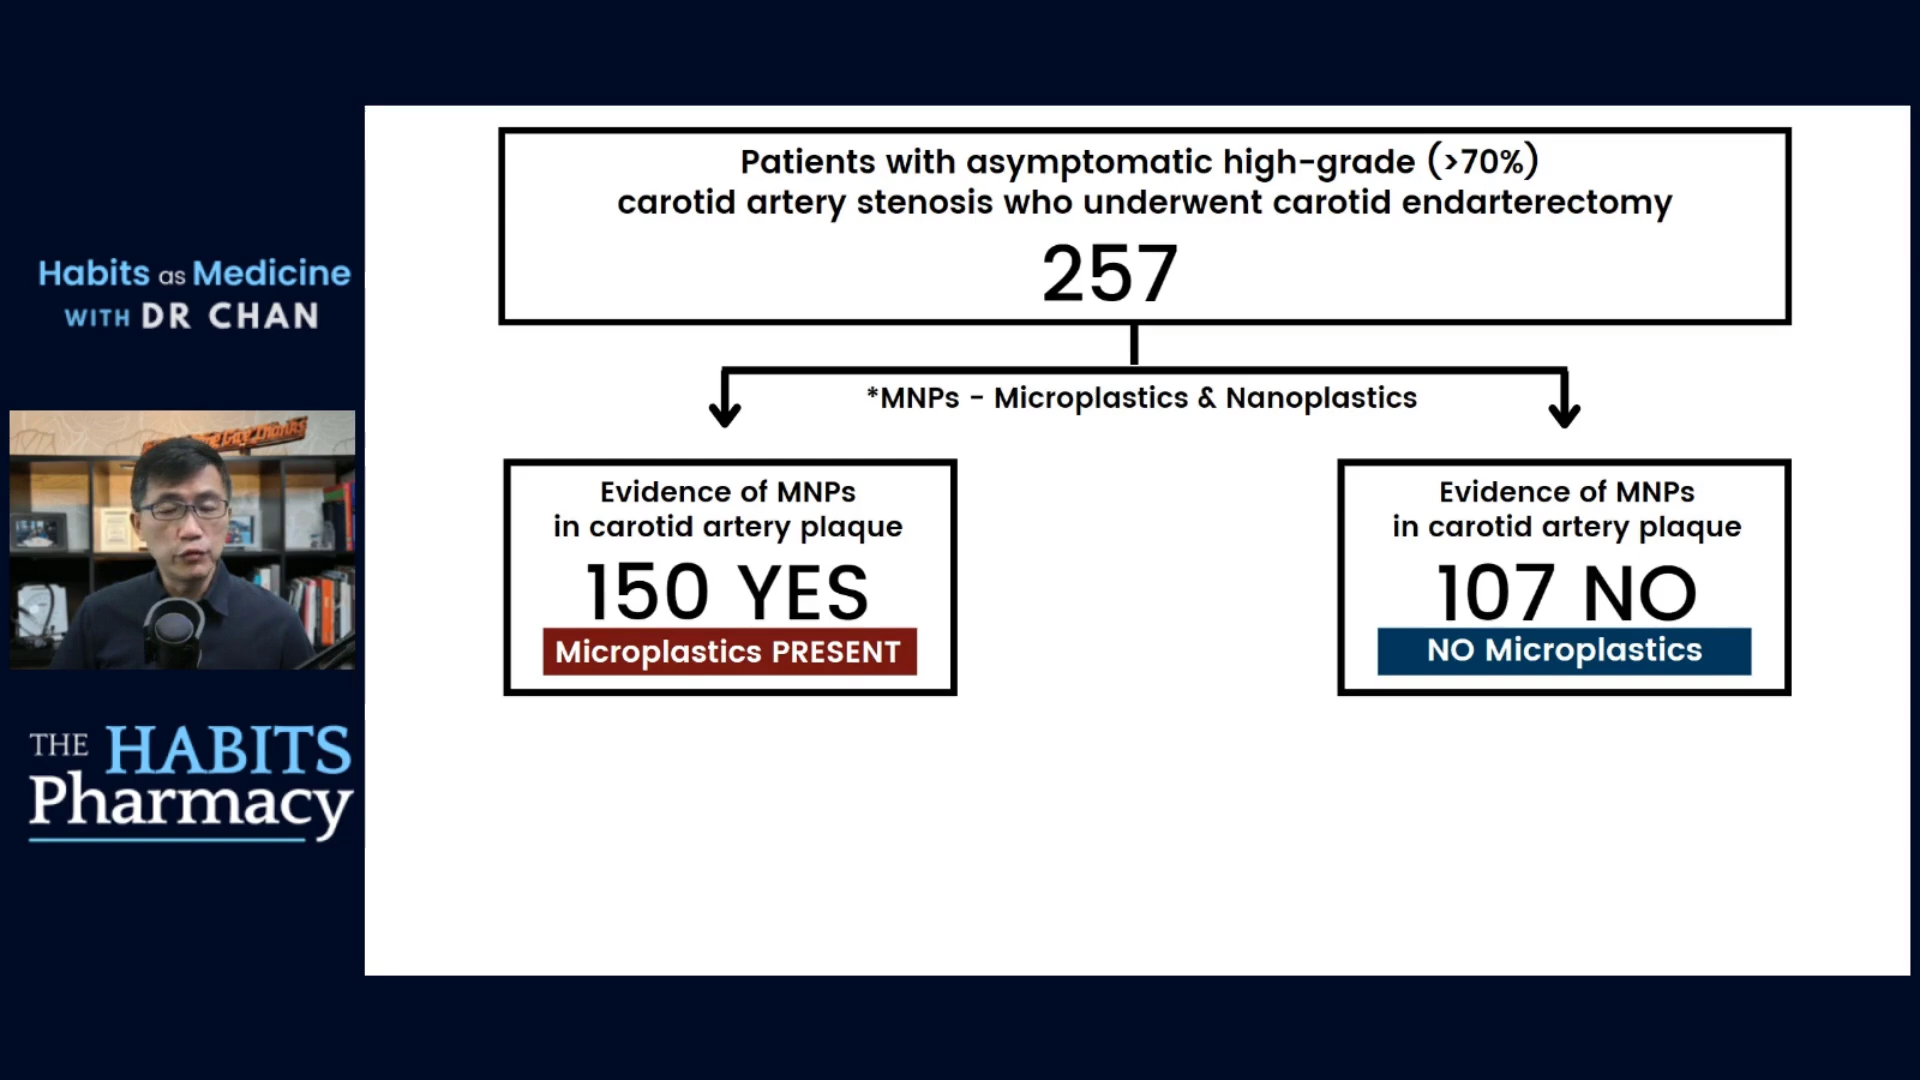 Habits as Medicine
WITH DR CHAN
THE HABITS
Pharmacy
Patients with asymptomatic high-grade (>70%)
carotid artery stenosis who underwent carotid endarterectomy
257
*MNPs - Microplastics & Nanoplastics
Evidence of MNPs
in carotid artery plaque
150 YES
Microplastics PRESENT
Evidence of MNPs
in carotid artery plaque
107 NO
NO Microplastics